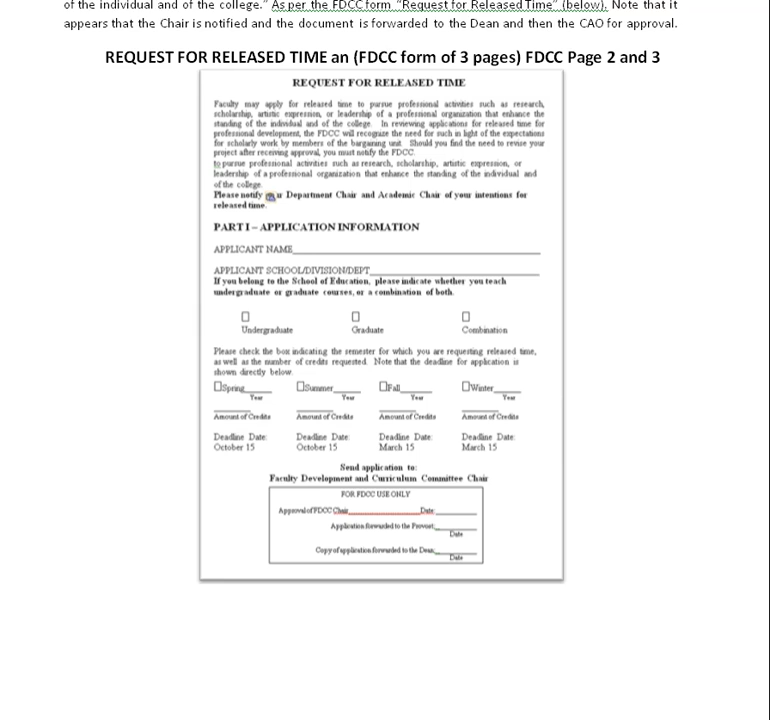 of the individual and of the college." As per the FDCC form "Request for Released Time" (below). Note that it
appears that the Chair is notified and the document is forwarded to the Dean and then the CAO for approval.
REQUEST FOR RELEASED TIME an (FDCC form of 3 pages) FDCC Page 2 and 3
REQUEST FOR RELEASED TIME
Faculty may apply for released time to pursue professional activities such as research,
scholarship, artistic expression, or leadership of a professional organization that enhance the
standing of the individual and of the college. In reviewing applications for released time for
professional development, the FDCC will recognize the need for such in light of the expectations
for scholarly work by members of the bargaining unit. Should you find the need to revise your
project after receiving approval, you must notify the FDCC.
to pursue professional activities such as research, scholarship, artistic expression, or
leadership of a professional organization that enhance the standing of the individual and
of the college.
Please notify ur Department Chair and Academic Chair of your intentions for
released time.
PART I – APPLICATION INFORMATION
APPLICANT NAME
APPLICANT SCHOOL/DIVISION/DEPT
If you belong to the School of Education, please indicate whether you teach
undergraduate or graduate courses, or a combination of both.
Undergraduate Graduate Combination
Please check the box indicating the semester for which you are requesting released time,
as well as the number of credits requested. Note that the deadline for application is
shown directly below.
Spring Summer Fall Winter
Year Year Year Year
Amount of Credits Amount of Credits Amount of Credits Amount of Credits
Deadline Date: Deadline Date: Deadline Date: Deadline Date:
October 15 October 15 March 15 March 15
Send application to:
Faculty Development and Curriculum Committee Chair
FOR FDCC USE ONLY
Approval of FDCC Chair Date:
Application forwarded to the Provost:
Date
Copy of application forwarded to the Dean:
Date